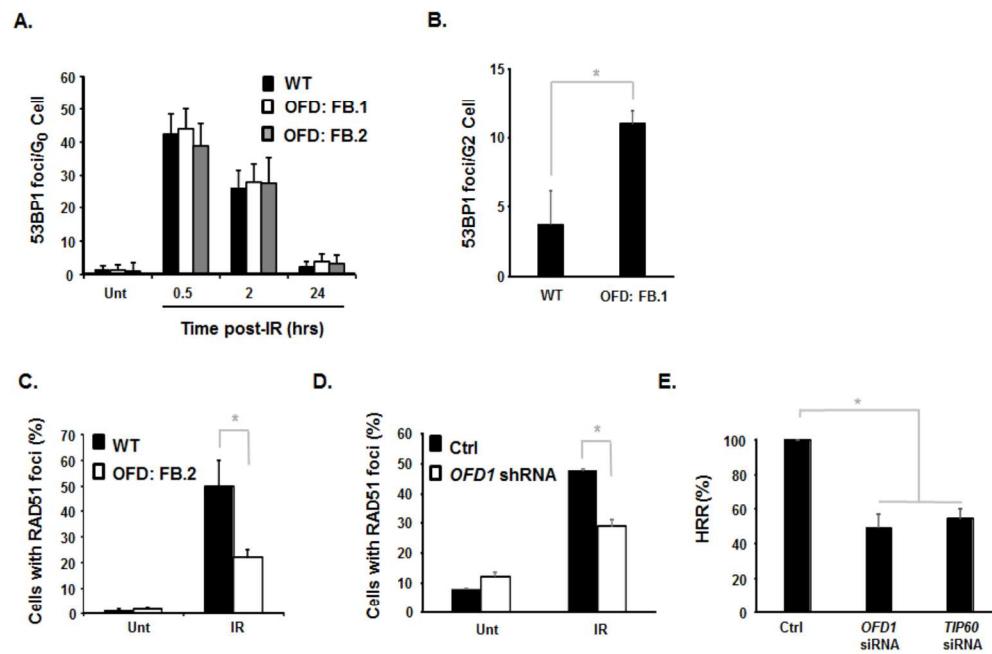 A.
53BP1 foci/G0 Cell
60
50
40
30
20
10
0
WT
OFD: FB.1
OFD: FB.2
Unt
0.5
2
24
Time post-IR (hrs)
B.
53BP1 foci/G2 Cell
15
10
5
0
*
WT
OFD: FB.1
C.
Cells with RAD51 foci (%)
70
60
50
40
30
20
10
0
WT
OFD: FB.2
*
Unt
IR
D.
Cells with RAD51 foci (%)
60
50
40
30
20
10
0
Ctrl
OFD1 shRNA
*
Unt
IR
E.
HRR (%)
100
80
60
40
20
0
*
Ctrl
OFD1
siRNA
TIP60
siRNA